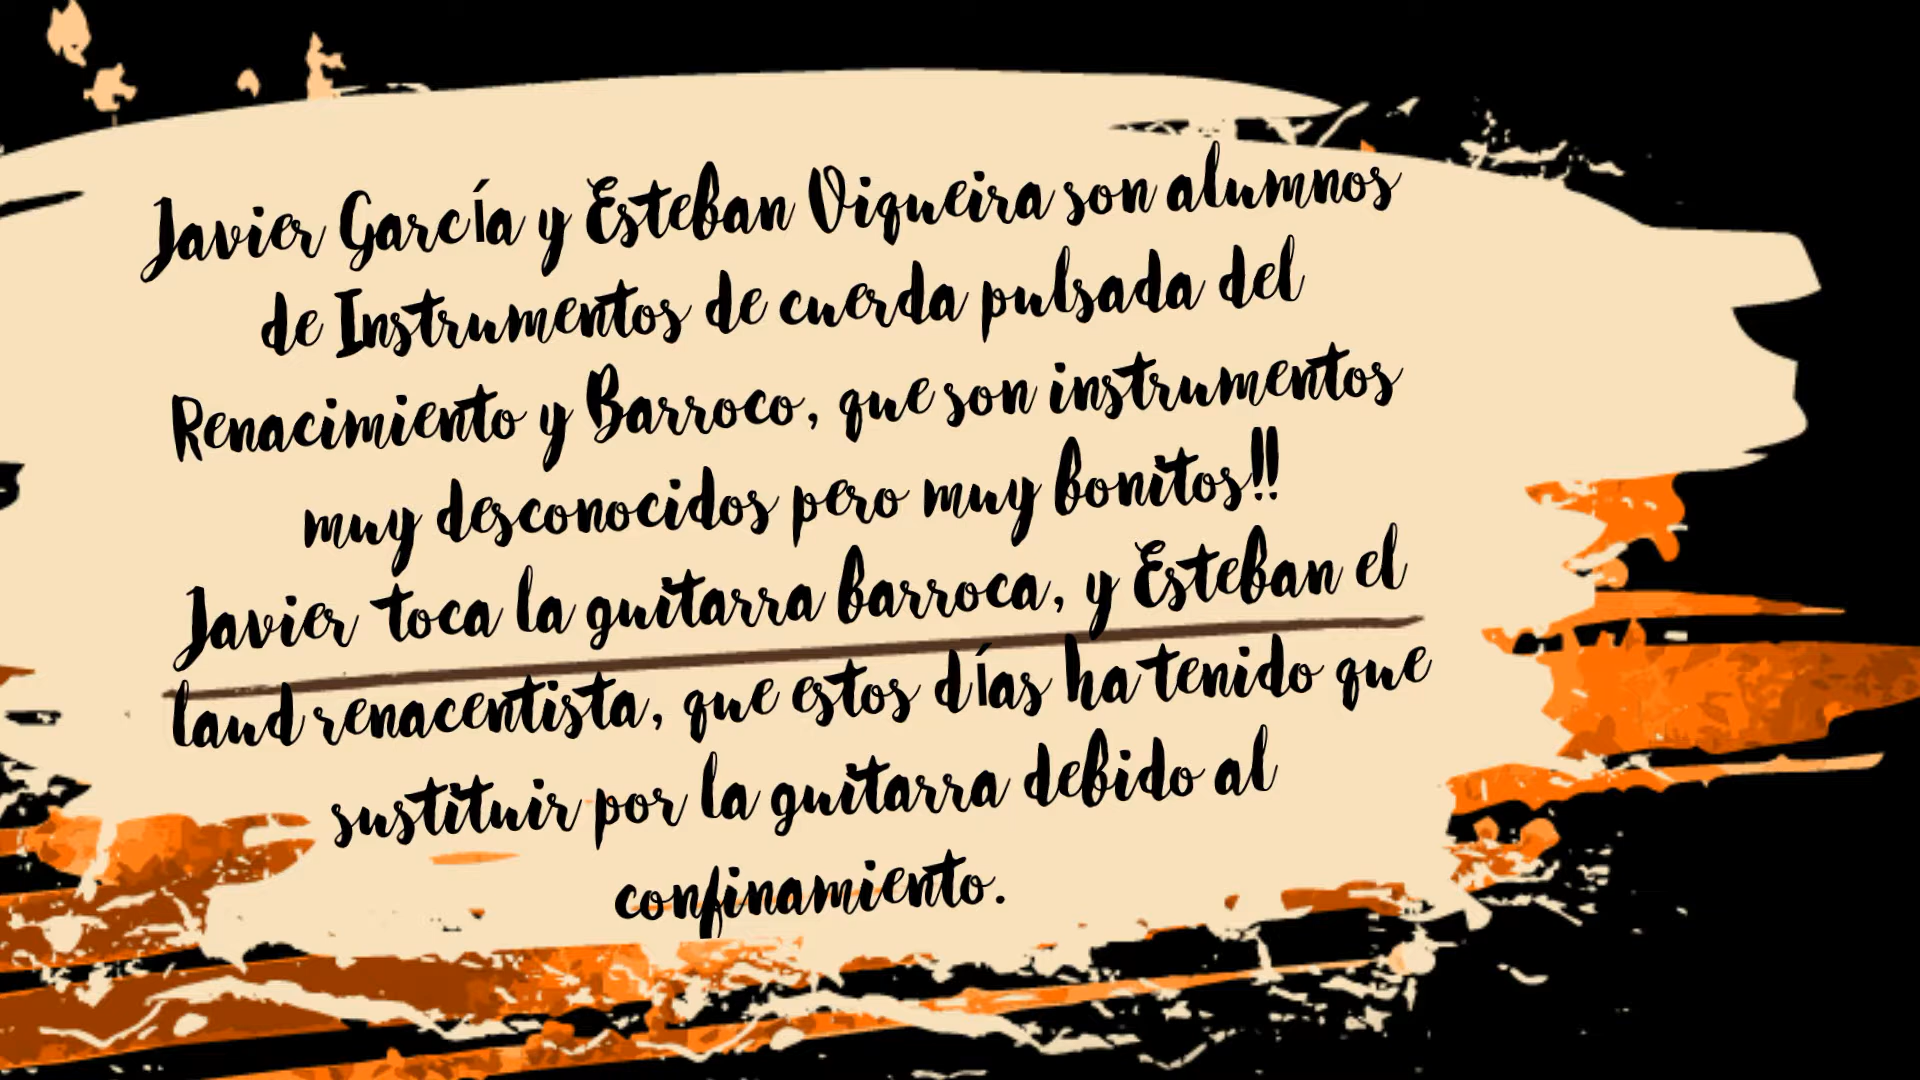 Javier García y Esteban Viqueira son alumnos
de Instrumentos de cuerda pulsada del
Renacimiento y Barroco, que son instrumentos
muy desconocidos pero muy bonitos!!
Javier toca la guitarra barroca, y Esteban el
laud renacentista, que estos días ha tenido que
sustituir por la guitarra debido al
confinamiento.